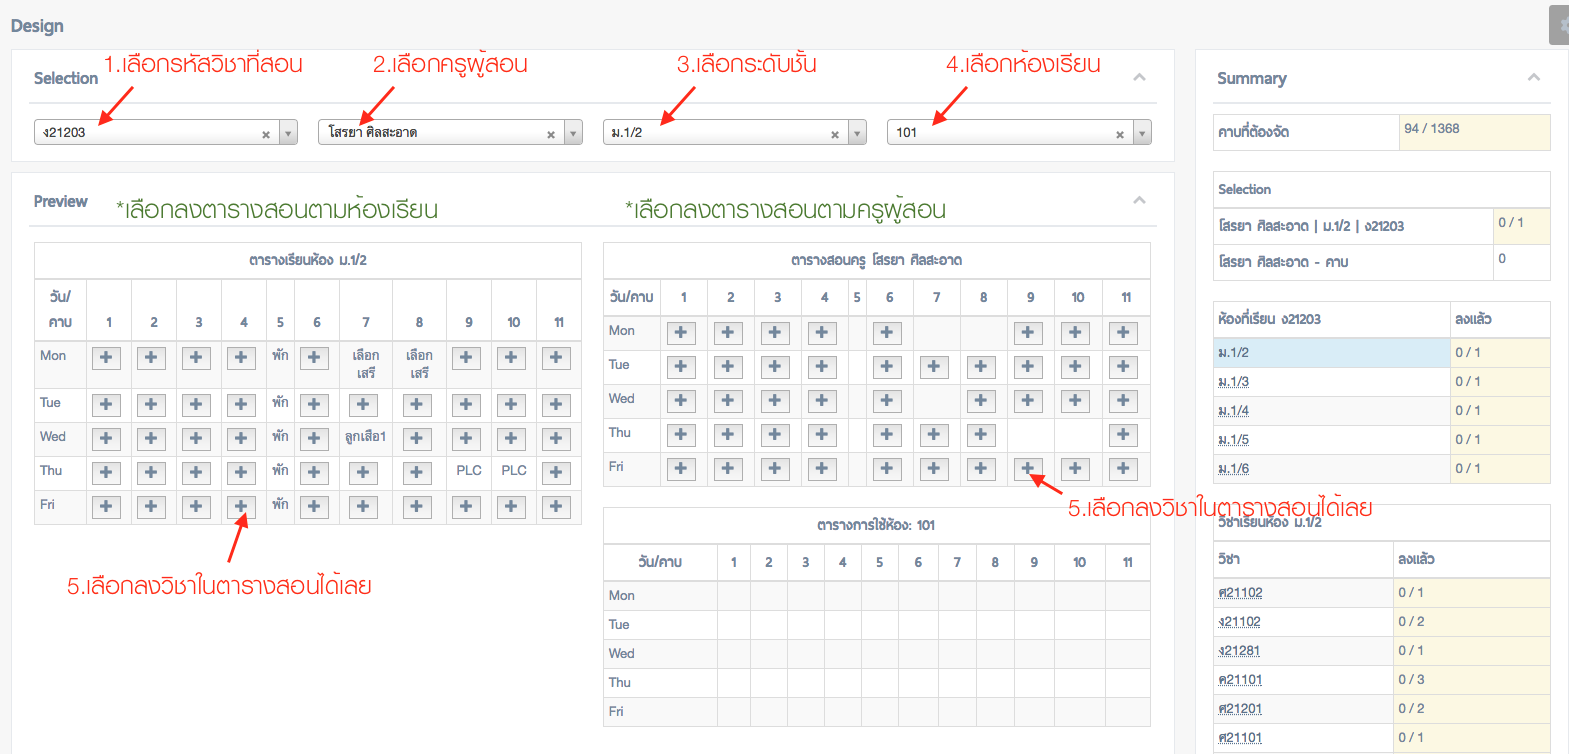 Design
1.เลือกรหัสวิชาที่สอน
2.เลือกครูผู้สอน
3.เลือกระดับชั้น
4.เลือกห้องเรียน
Selection
ง21203
โสรยา ศิลสะอาด
ม.1/2
101
Preview
*เลือกลงตารางสอนตามห้องเรียน
*เลือกลงตารางสอนตามครูผู้สอน
ตารางเรียนห้อง ม.1/2
วัน/
คาบ 1 2 3 4 5 6 7 8 9 10 11
Mon พัก เลือก เลือก
เสรี เสรี
Tue พัก
Wed พัก ลูกเสือ1
Thu พัก PLC PLC
Fri พัก
5.เลือกลงวิชาในตารางสอนได้เลย
ตารางสอนครู โสรยา ศิลสะอาด
วัน/คาบ 1 2 3 4 5 6 7 8 9 10 11
Mon
Tue
Wed
Thu
Fri
5.เลือกลงวิชาในตารางสอนได้เลย
ตารางการใช้ห้อง: 101
วัน/คาบ 1 2 3 4 5 6 7 8 9 10 11
Mon
Tue
Wed
Thu
Fri
Summary
คาบที่ต้องจัด 94 / 1368
Selection
โสรยา ศิลสะอาด | ม.1/2 | ง21203 0 / 1
โสรยา ศิลสะอาด - คาบ 0
ห้องที่เรียน ง21203 ลงแล้ว
ม.1/2 0 / 1
ม.1/3 0 / 1
ม.1/4 0 / 1
ม.1/5 0 / 1
ม.1/6 0 / 1
วิชาเรียนห้อง ม.1/2
วิชา ลงแล้ว
ศ21102 0 / 1
ง21102 0 / 2
ง21281 0 / 1
ค21101 0 / 3
ศ21201 0 / 2
ศ21101 0 / 1